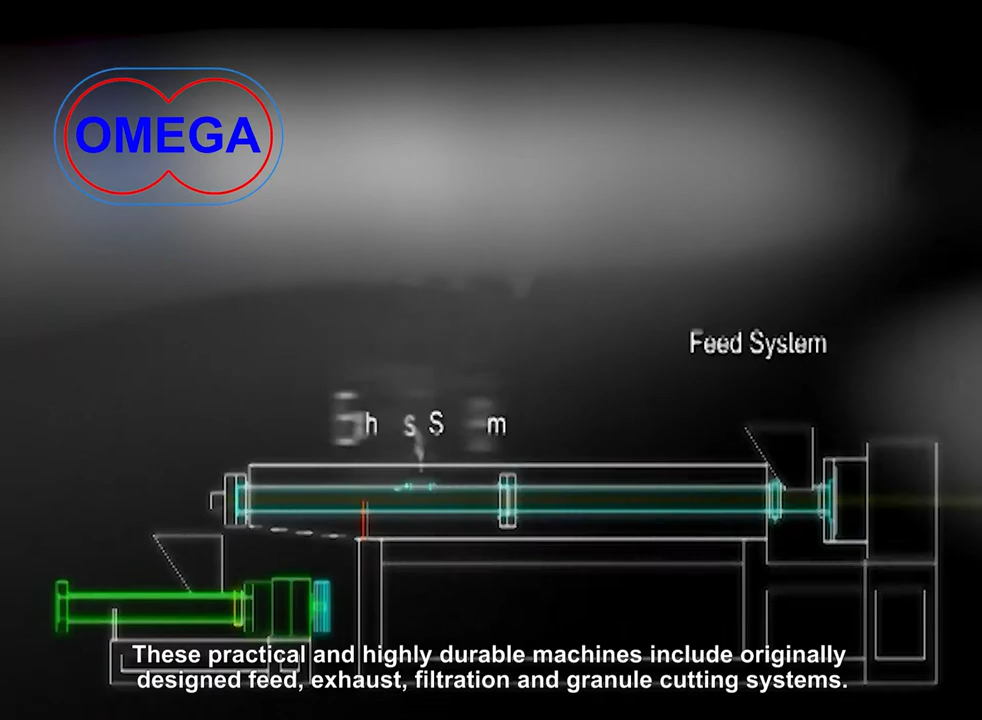 OMEGA
Feed System
These practical and highly durable machines include originally
designed feed, exhaust, filtration and granule cutting systems.